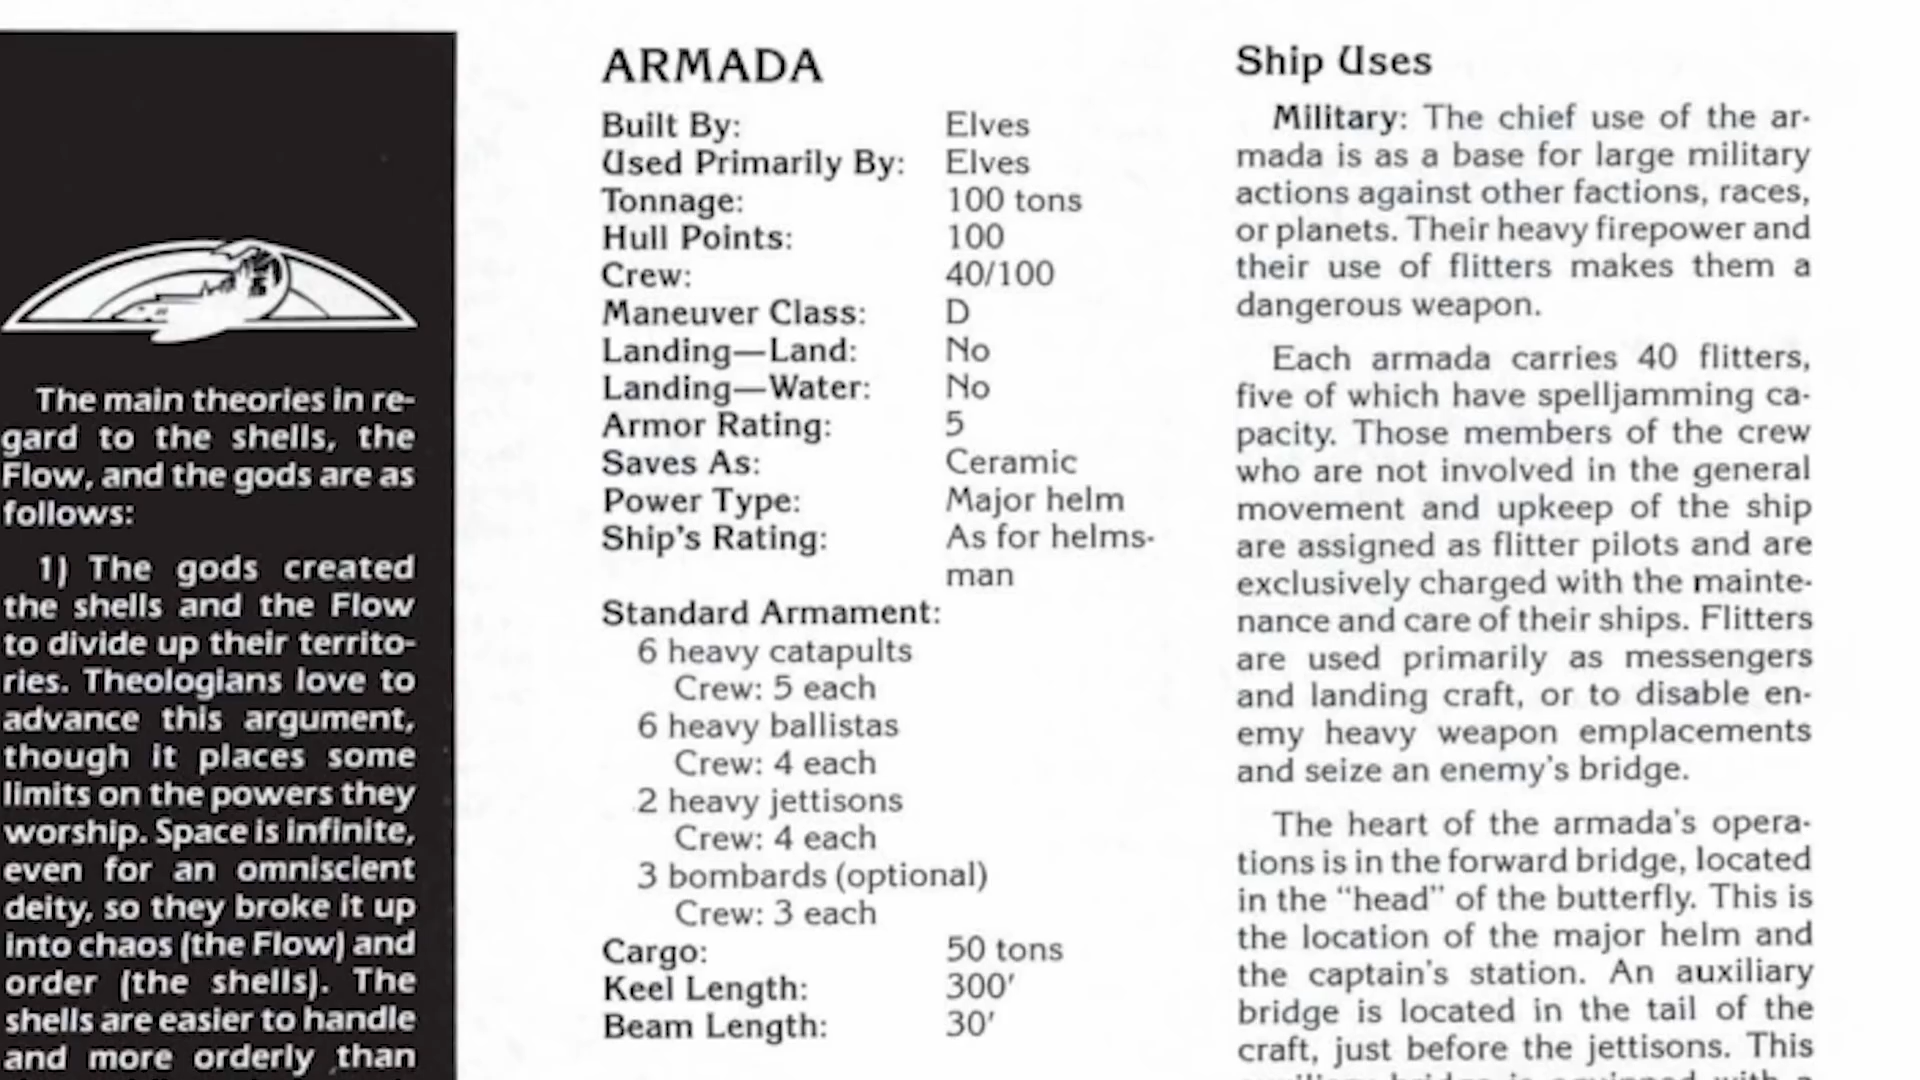 The main theories in re-
gard to the shells, the
Flow, and the gods are as
follows:
1) The gods created
the shells and the Flow
to divide up their territo-
ries. Theologians love to
advance this argument,
though it places some
limits on the powers they
worship. Space is infinite,
even for an omniscient
deity, so they broke it up
into chaos (the Flow) and
order (the shells). The
shells are easier to handle
and more orderly than
ARMADA
Built By: Elves
Used Primarily By: Elves
Tonnage: 100 tons
Hull Points: 100
Crew: 40/100
Maneuver Class: D
Landing—Land: No
Landing—Water: No
Armor Rating: 5
Saves As: Ceramic
Power Type: Major helm
Ship's Rating: As for helms-
man
Standard Armament:
6 heavy catapults
Crew: 5 each
6 heavy ballistas
Crew: 4 each
2 heavy jettisons
Crew: 4 each
3 bombards (optional)
Crew: 3 each
Cargo: 50 tons
Keel Length: 300'
Beam Length: 30'
Ship Uses
Military: The chief use of the ar-
mada is as a base for large military
actions against other factions, races,
or planets. Their heavy firepower and
their use of flitters makes them a
dangerous weapon.
Each armada carries 40 flitters,
five of which have spelljamming ca-
pacity. Those members of the crew
who are not involved in the general
movement and upkeep of the ship
are assigned as flitter pilots and are
exclusively charged with the mainte-
nance and care of their ships. Flitters
are used primarily as messengers
and landing craft, or to disable en-
emy heavy weapon emplacements
and seize an enemy's bridge.
The heart of the armada's opera-
tions is in the forward bridge, located
in the "head" of the butterfly. This is
the location of the major helm and
the captain's station. An auxiliary
bridge is located in the tail of the
craft, just before the jettisons. This